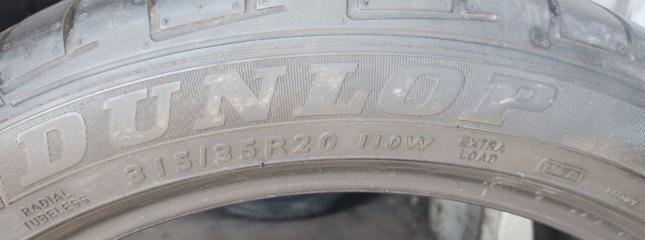 DUNLOP
315/35R20 110W
EXTRA
LOAD
RADIAL
TUBELESS